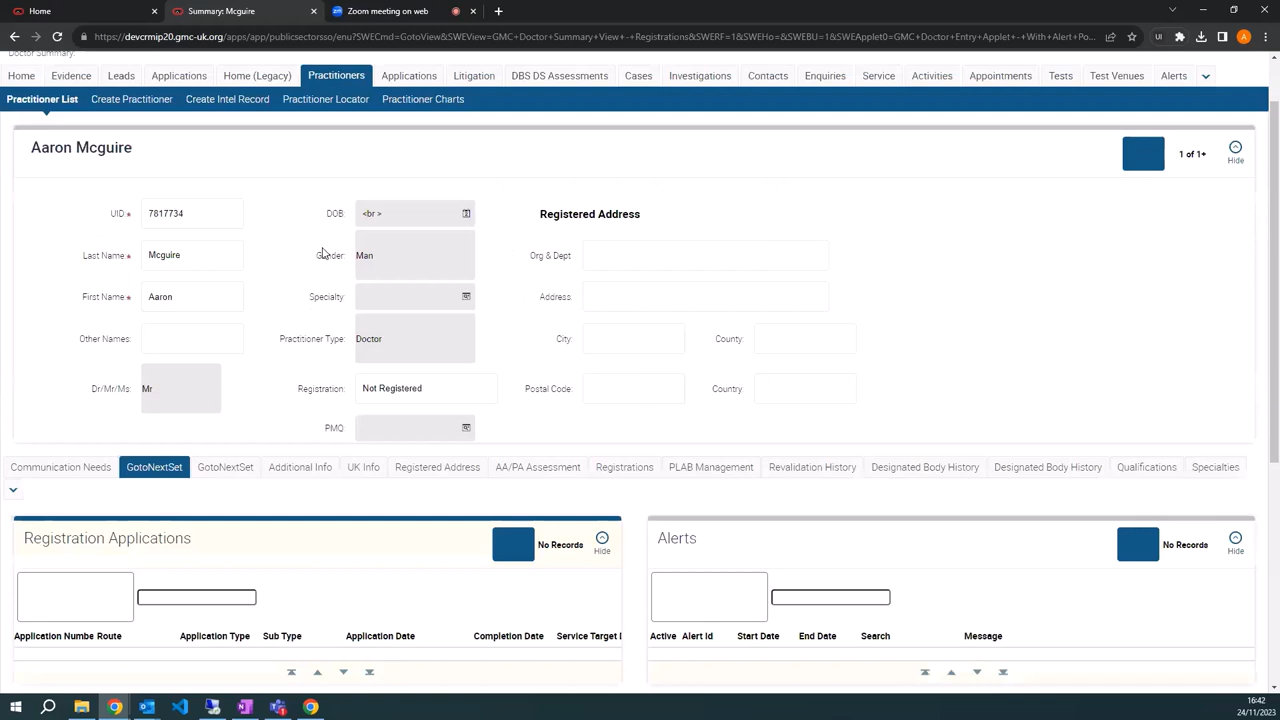 Home
Summary: Mcguire
Zoom meeting on web
devcrmip20.gmc-uk.org/apps/app/publicsectorsso/enu?SWECmd=GotoView&SWEView=GMC+Doctor+Summary+View+-+Registrations&SWERF=1&SWEHo=&SWEBU=1&SWEApplet0=GMC+Doctor+Entry+Applet+-+With+Alert+Po...
UI
A
Doctor Summary:
Home Evidence Leads Applications Home (Legacy) Practitioners Applications Litigation DBS DS Assessments Cases Investigations Contacts Enquiries Service Activities Appointments Tests Test Venues Alerts
Practitioner List Create Practitioner Create Intel Record Practitioner Locator Practitioner Charts
Aaron Mcguire
1 of 1+
Hide
UID:* 7817734 DOB: <br > Registered Address
Last Name:* Mcguire Gender: Man Org & Dept:
First Name:* Aaron Specialty: Address:
Other Names: Practitioner Type: Doctor City: County:
Dr/Mr/Ms: Mr Registration: Not Registered Postal Code: Country:
PMQ:
Communication Needs GotoNextSet GotoNextSet Additional Info UK Info Registered Address AA/PA Assessment Registrations PLAB Management Revalidation History Designated Body History Designated Body History Qualifications Specialties
Registration Applications No Records Hide
Alerts No Records Hide
Application Numbe Route Application Type Sub Type Application Date Completion Date Service Target D
Active Alert Id Start Date End Date Search Message
16:42
24/11/2023